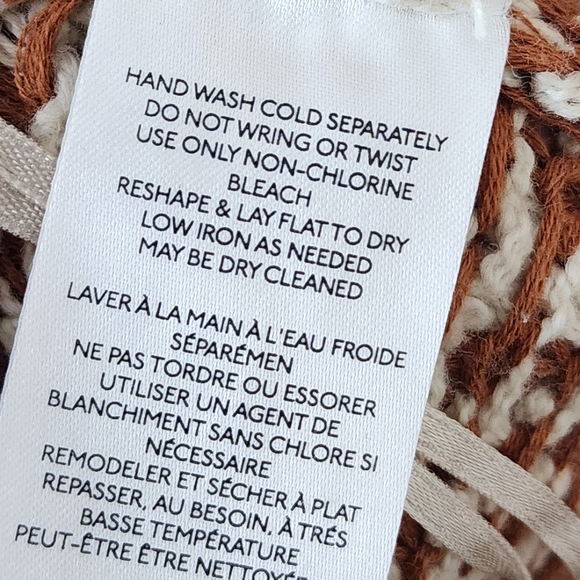 HAND WASH COLD SEPARATELY
DO NOT WRING OR TWIST
USE ONLY NON-CHLORINE
BLEACH
RESHAPE & LAY FLAT TO DRY
LOW IRON AS NEEDED
MAY BE DRY CLEANED
LAVER À LA MAIN À L'EAU FROIDE
SÉPARÉMEN
NE PAS TORDRE OU ESSORER
UTILISER UN AGENT DE
BLANCHIMENT SANS CHLORE SI
NÉCESSAIRE
REMODELER ET SÉCHER À PLAT
REPASSER, AU BESOIN, À TRÉS
BASSE TEMPÉRATURE
PEUT-ÊTRE ÊTRE